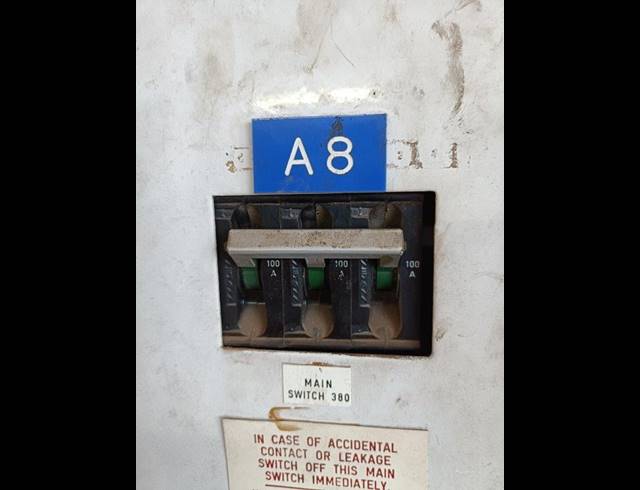 A8
100 100 100
A A A
MAIN
SWITCH 380
IN CASE OF ACCIDENTAL
CONTACT OR LEAKAGE
SWITCH OFF THIS MAIN
SWITCH IMMEDIATELY.